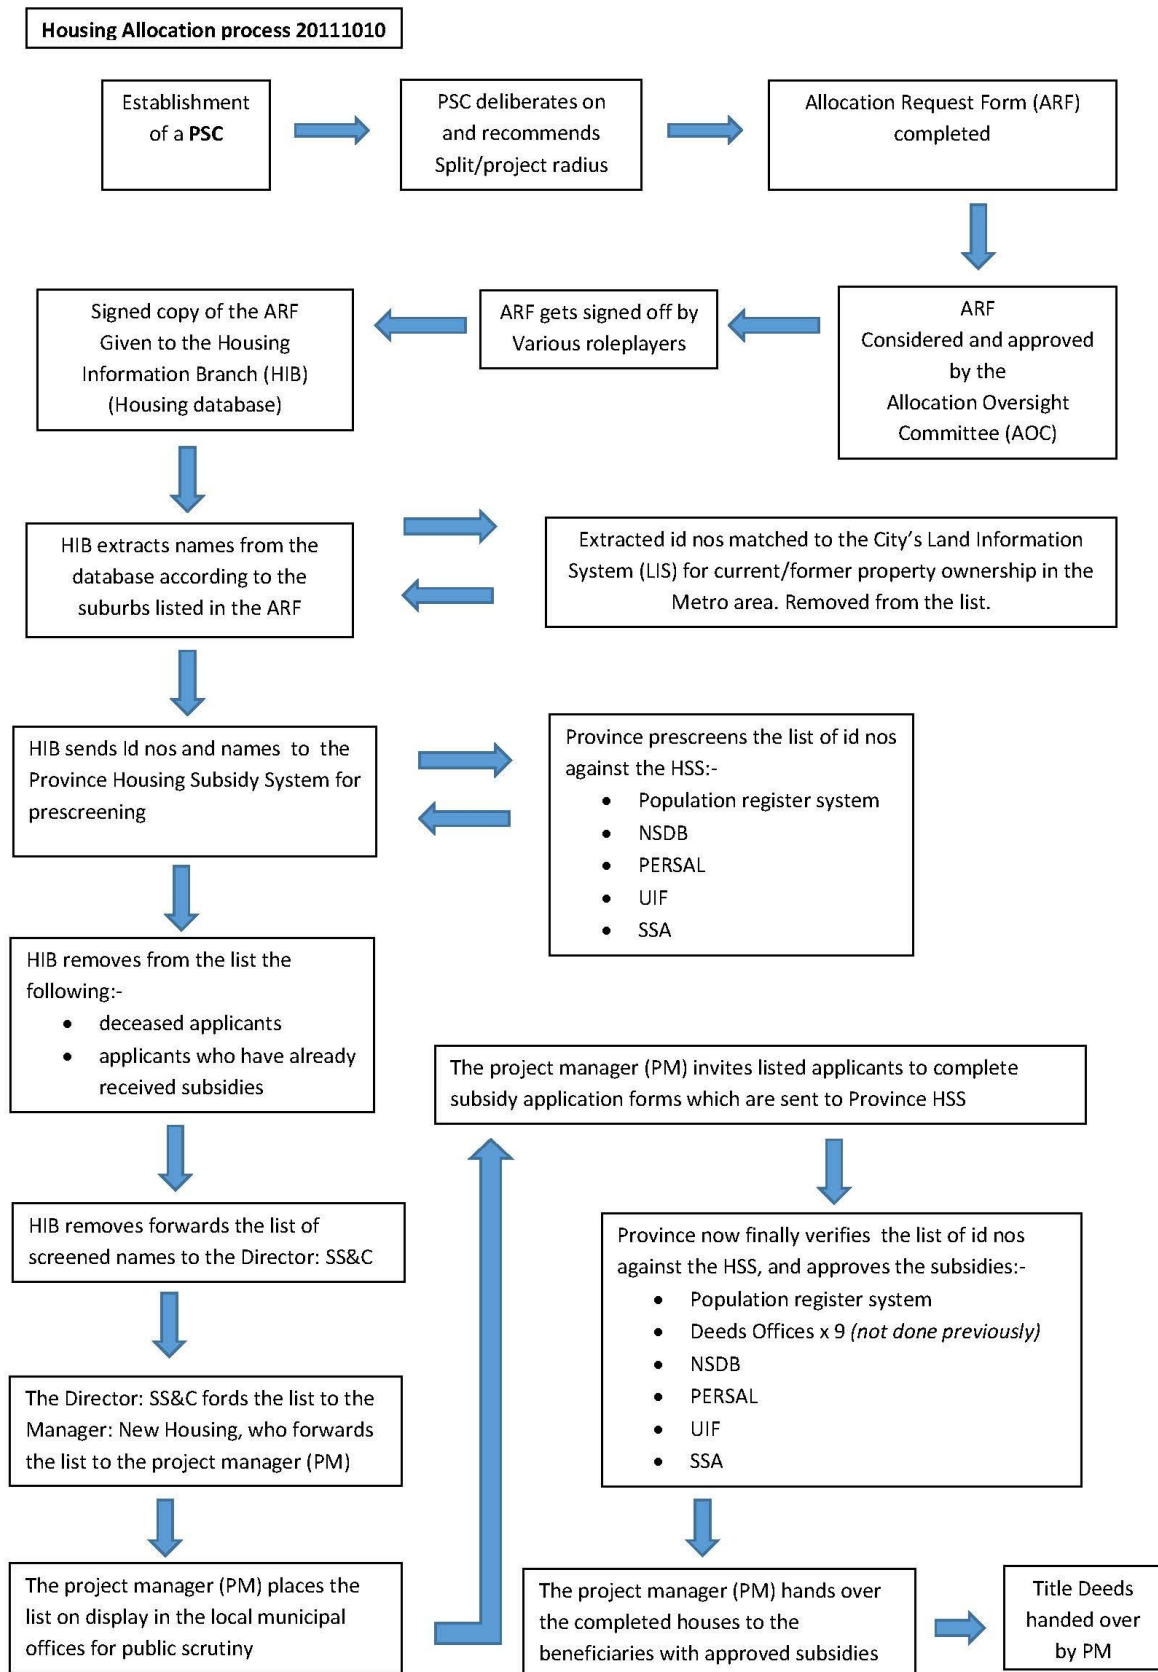 Housing Allocation process 20111010
Establishment
of a PSC
PSC deliberates on
and recommends
Split/project radius
Allocation Request Form (ARF)
completed
ARF
Considered and approved
by the
Allocation Oversight
Committee (AOC)
ARF gets signed off by
Various roleplayers
Signed copy of the ARF
Given to the Housing
Information Branch (HIB)
(Housing database)
HIB extracts names from the
database according to the
suburbs listed in the ARF
Extracted id nos matched to the City’s Land Information
System (LIS) for current/former property ownership in the
Metro area. Removed from the list.
HIB sends Id nos and names to the
Province Housing Subsidy System for
prescreening
Province prescreens the list of id nos
against the HSS:-
• Population register system
• NSDB
• PERSAL
• UIF
• SSA
HIB removes from the list the
following:-
• deceased applicants
• applicants who have already
received subsidies
HIB removes forwards the list of
screened names to the Director: SS&C
The Director: SS&C fords the list to the
Manager: New Housing, who forwards
the list to the project manager (PM)
The project manager (PM) places the
list on display in the local municipal
offices for public scrutiny
The project manager (PM) invites listed applicants to complete
subsidy application forms which are sent to Province HSS
Province now finally verifies the list of id nos
against the HSS, and approves the subsidies:-
• Population register system
• Deeds Offices x 9 (not done previously)
• NSDB
• PERSAL
• UIF
• SSA
The project manager (PM) hands over
the completed houses to the
beneficiaries with approved subsidies
Title Deeds
handed over
by PM